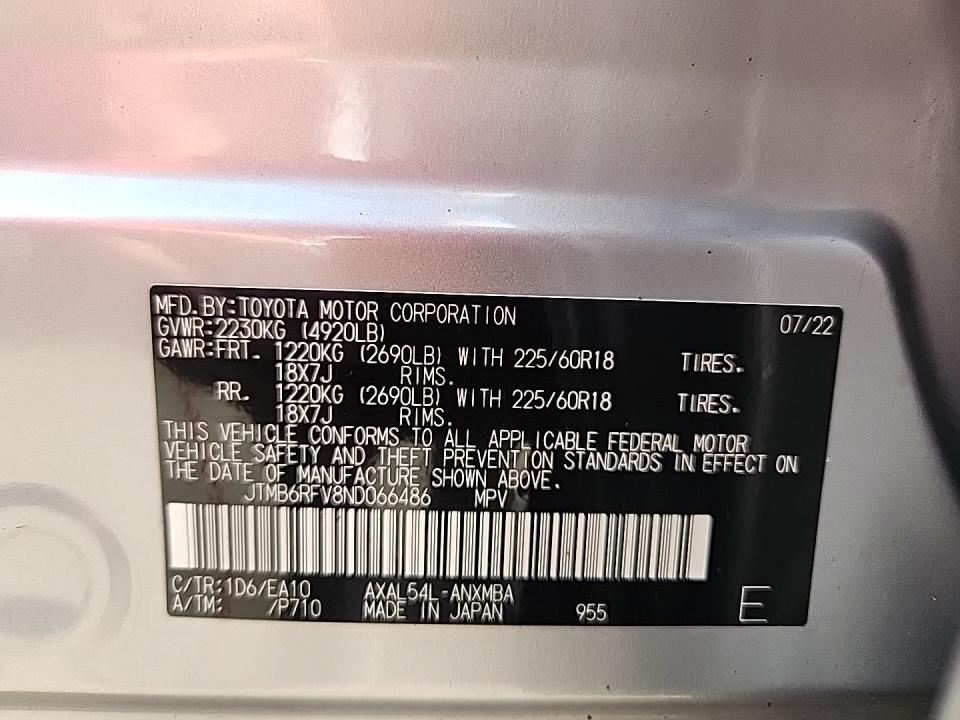 MFD. BY: TOYOTA MOTOR CORPORATION 07/22
GVWR: 2230KG (4920LB)
GAWR: FRT. 1220KG (2690LB) WITH 225/60R18 TIRES.
18X7J RIMS.
RR. 1220KG (2690LB) WITH 225/60R18 TIRES.
18X7J RIMS.
THIS VEHICLE CONFORMS TO ALL APPLICABLE FEDERAL MOTOR
VEHICLE SAFETY AND THEFT PREVENTION STANDARDS IN EFFECT ON
THE DATE OF MANUFACTURE SHOWN ABOVE.
JTMB6RFV8ND066486 MPV
C/TR: 1D6/EA10 AXAL54L-ANXMBA
A/TM: /P710 MADE IN JAPAN 955 E